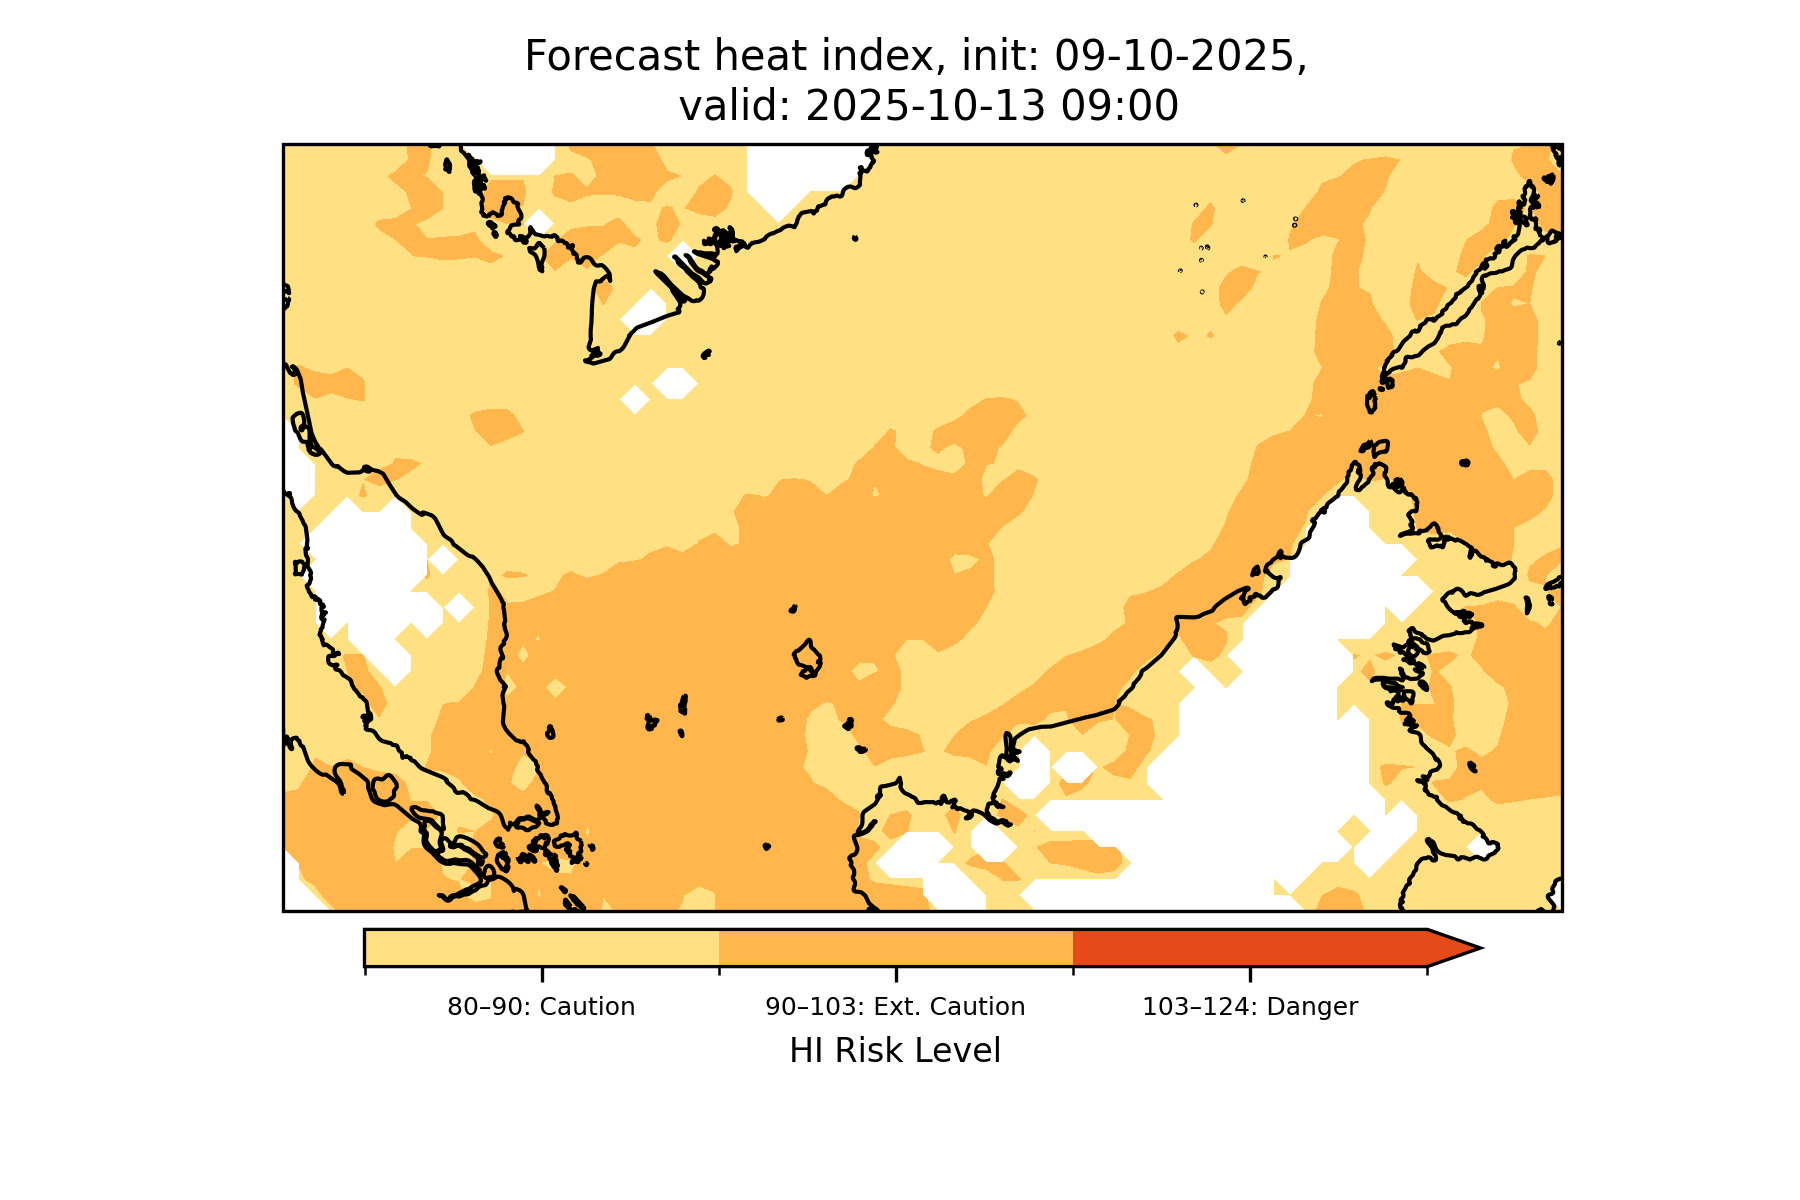 Forecast heat index, init: 09-10-2025,
valid: 2025-10-13 09:00
80–90: Caution
90–103: Ext. Caution
103–124: Danger
HI Risk Level